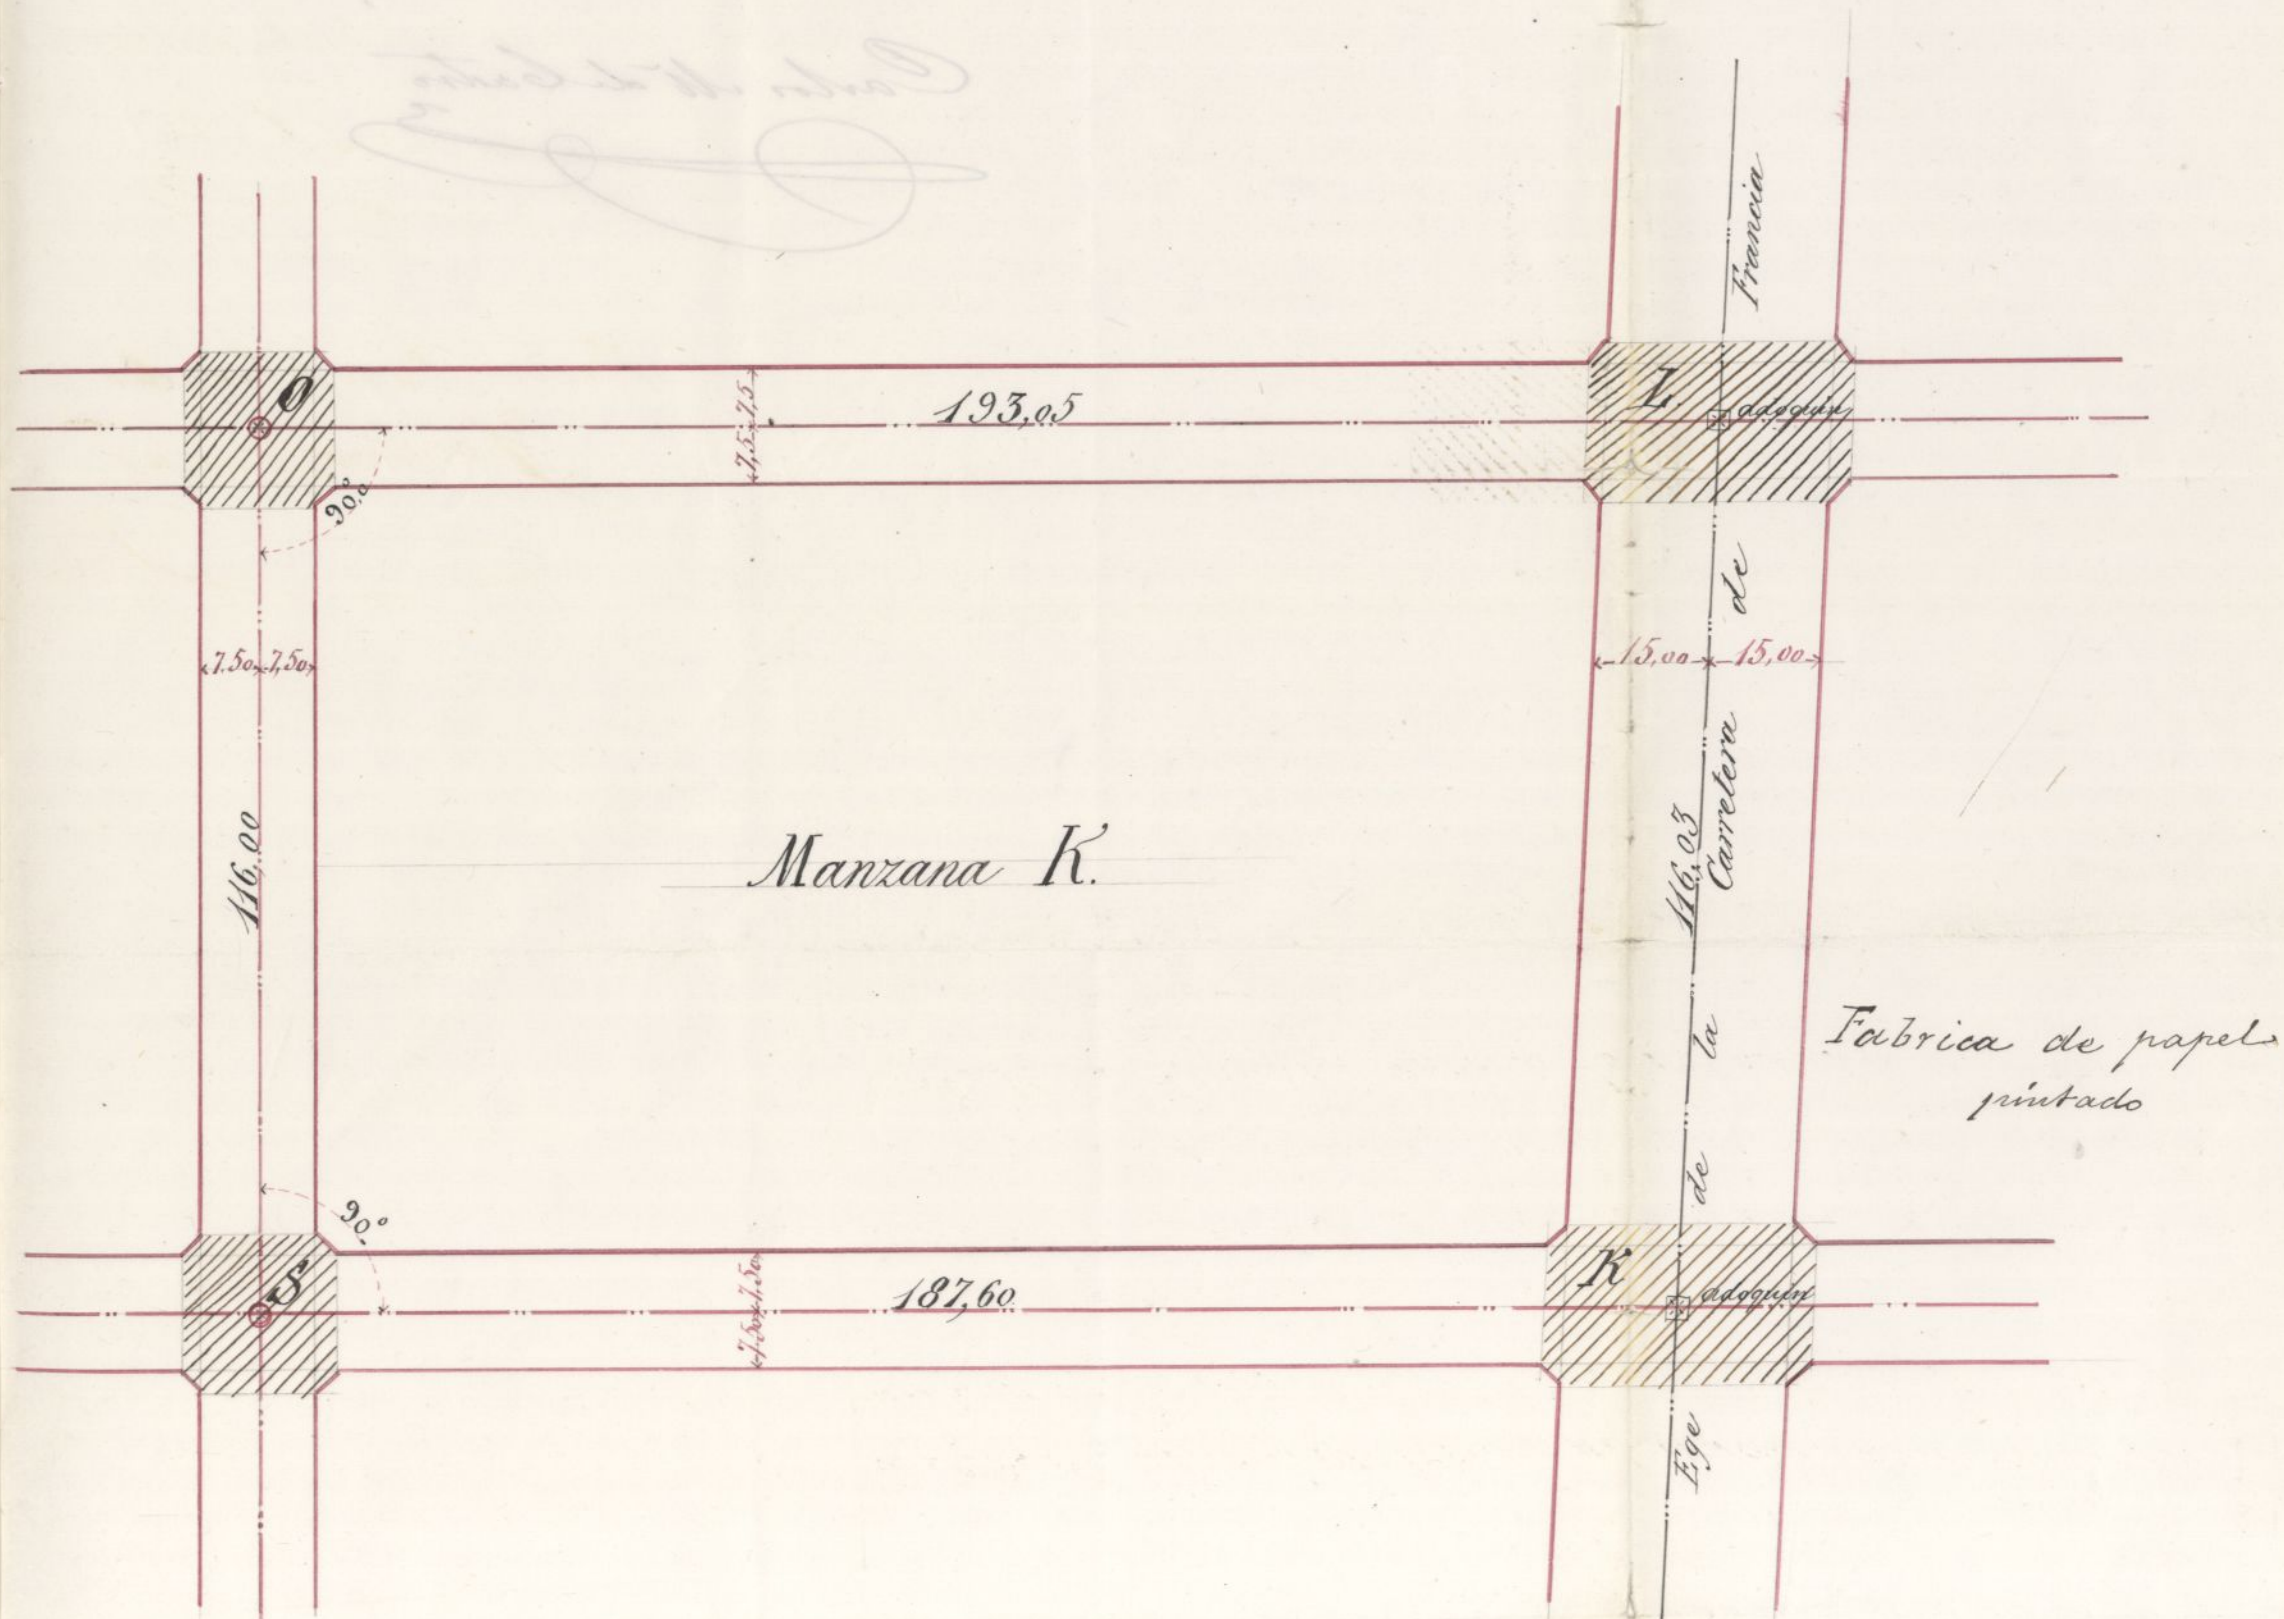 Francia
O
7,5
7,5
193,05
L.
adoquin
90.º
de
7.50
7,50
15,00
15,00
116,00
Manzana K.
116,03
Carretera
la
Fabrica de papel
pintado
de
90.º
S
7,50
7,50
187,60
K
adoquin
Ege